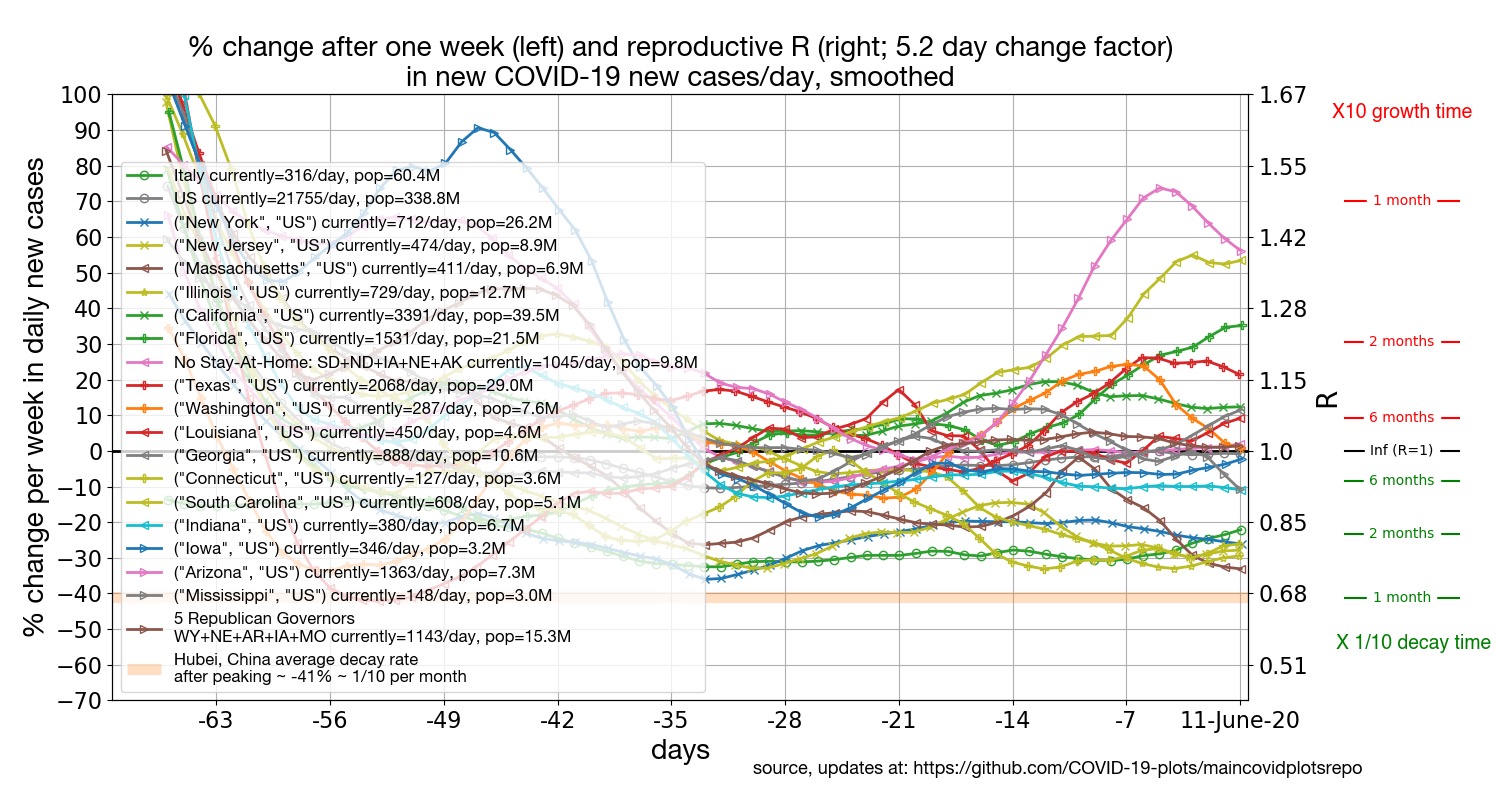 % change after one week (left) and reproductive R (right; 5.2 day change factor)
in new COVID-19 new cases/day, smoothed
% change per week in daily new cases
100
90
80
70
60
50
40
30
20
10
0
−10
−20
−30
−40
−50
−60
−70
Italy currently=316/day, pop=60.4M
US currently=21755/day, pop=338.8M
("New York", "US") currently=712/day, pop=26.2M
("New Jersey", "US") currently=474/day, pop=8.9M
("Massachusetts", "US") currently=411/day, pop=6.9M
("Illinois", "US") currently=729/day, pop=12.7M
("California", "US") currently=3391/day, pop=39.5M
("Florida", "US") currently=1531/day, pop=21.5M
No Stay-At-Home: SD+ND+IA+NE+AK currently=1045/day, pop=9.8M
("Texas", "US") currently=2068/day, pop=29.0M
("Washington", "US") currently=287/day, pop=7.6M
("Louisiana", "US") currently=450/day, pop=4.6M
("Georgia", "US") currently=888/day, pop=10.6M
("Connecticut", "US") currently=127/day, pop=3.6M
("South Carolina", "US") currently=608/day, pop=5.1M
("Indiana", "US") currently=380/day, pop=6.7M
("Iowa", "US") currently=346/day, pop=3.2M
("Arizona", "US") currently=1363/day, pop=7.3M
("Mississippi", "US") currently=148/day, pop=3.0M
5 Republican Governors
WY+NE+AR+IA+MO currently=1143/day, pop=15.3M
Hubei, China average decay rate
after peaking ~ -41% ~ 1/10 per month
-63
-56
-49
-42
-35
-28
-21
-14
-7
11-June-20
days
1.67
1.55
1.42
1.28
1.15
1.0
0.85
0.68
0.51
R
X10 growth time
1 month
2 months
6 months
Inf (R=1)
6 months
2 months
1 month
X 1/10 decay time
source, updates at: https://github.com/COVID-19-plots/maincovidplotsrepo